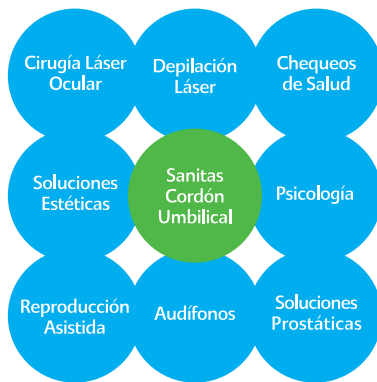 Cirugía Láser
Ocular
Depilación
Láser
Chequeos
de Salud
Soluciones
Estéticas
Sanitas
Cordón
Umbilical
Psicología
Reproducción
Asistida
Audífonos
Soluciones
Prostáticas